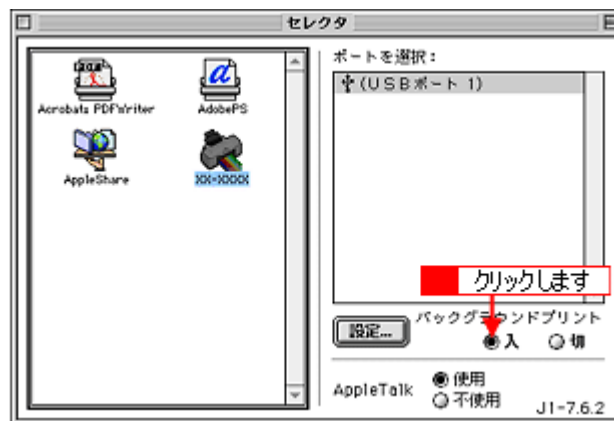 セレクタ
Acrobats PDFWriter
AdobePS
AppleShare
XX-XXXX
ポートを選択：
(USBポート 1)
クリックします
バックグラウンドプリント
設定...
入 切
AppleTalk
使用
不使用
J1-7.6.2